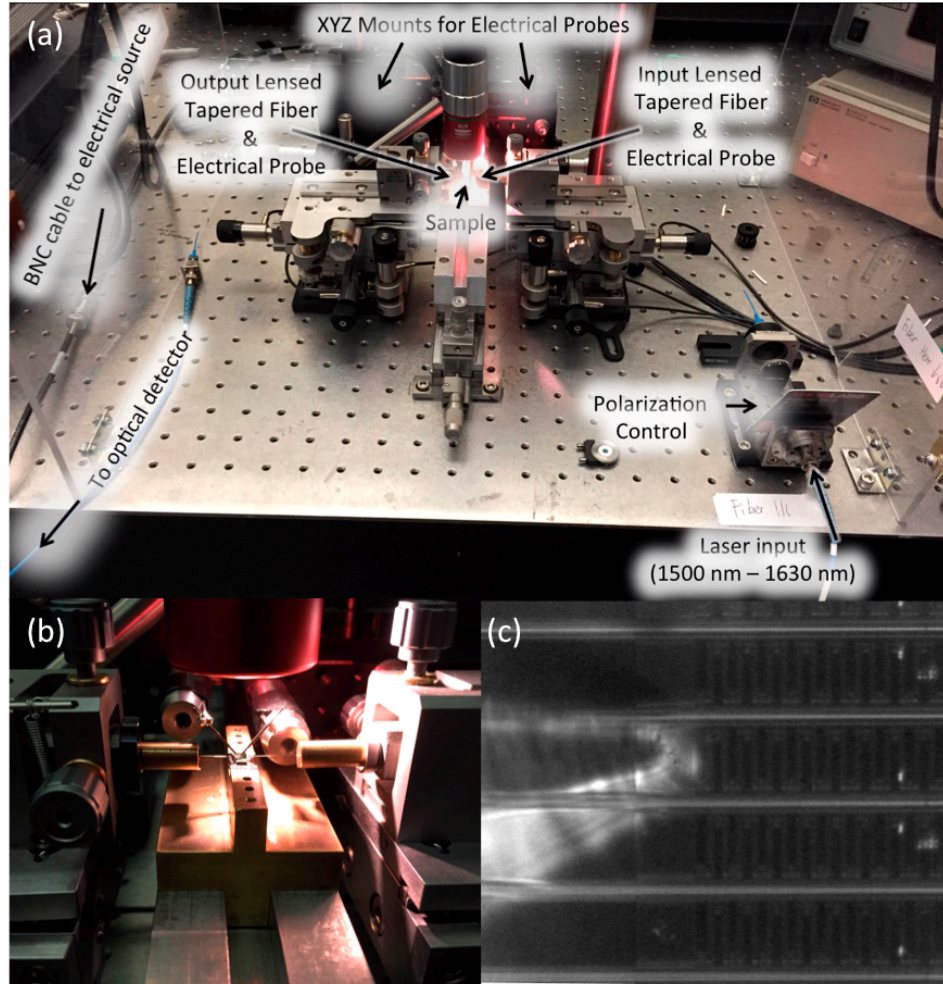 (a)
XYZ Mounts for Electrical Probes
BNC cable to electrical source
Output Lensed
Tapered Fiber
&
Electrical Probe
Input Lensed
Tapered Fiber
&
Electrical Probe
Sample
To optical detector
Polarization
Control
Fiber
Laser input
(1500 nm – 1630 nm)
Fiber
(b)
(c)